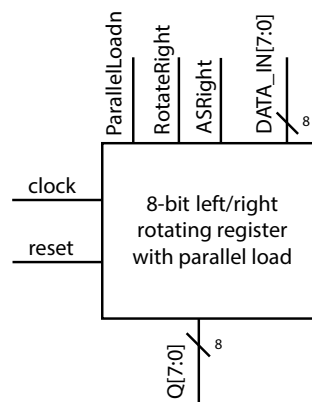 ParallelLoadn
RotateRight
ASRight
DATA_IN[7:0]
8
clock
reset
8-bit left/right
rotating register
with parallel load
8
Q[7:0]